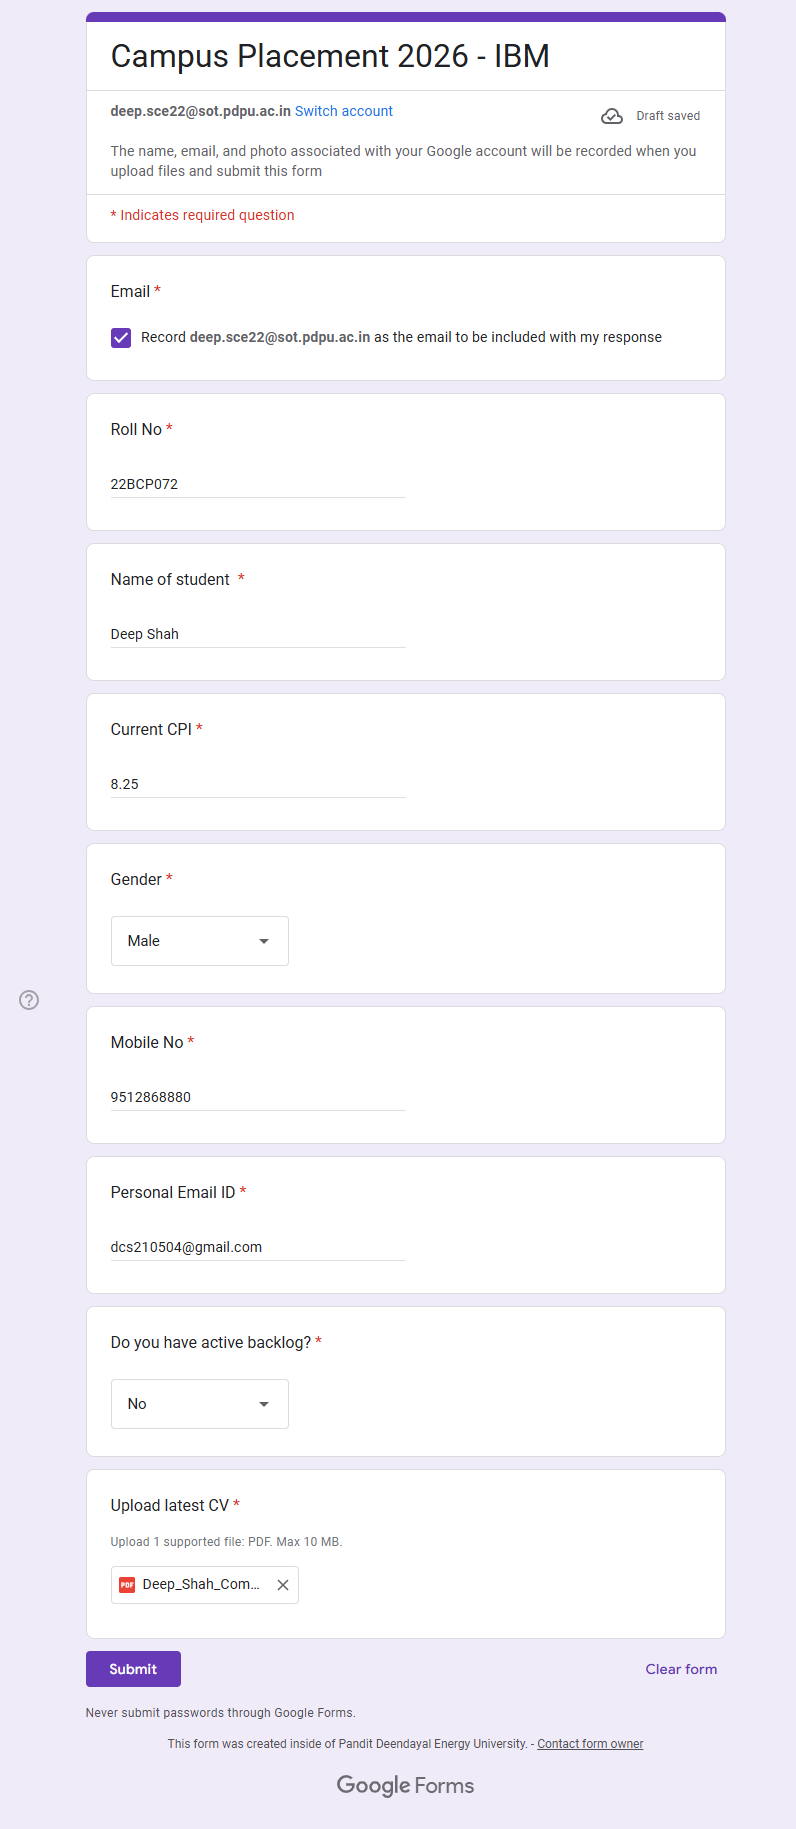 Campus Placement 2026 - IBM
deep.sce22@sot.pdpu.ac.in Switch account
Draft saved
The name, email, and photo associated with your Google account will be recorded when you
upload files and submit this form
* Indicates required question
Email *
Record deep.sce22@sot.pdpu.ac.in as the email to be included with my response
Roll No *
22BCP072
Name of student *
Deep Shah
Current CPI *
8.25
Gender *
Male
Mobile No *
9512868880
Personal Email ID *
dcs210504@gmail.com
Do you have active backlog? *
No
Upload latest CV *
Upload 1 supported file: PDF. Max 10 MB.
PDF Deep_Shah_Com...
Submit
Clear form
Never submit passwords through Google Forms.
This form was created inside of Pandit Deendayal Energy University. - Contact form owner
Google Forms